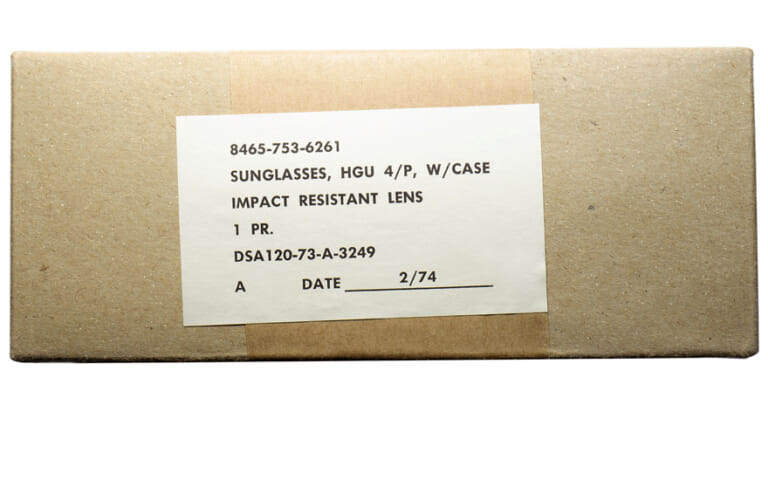 8465-753-6261
SUNGLASSES, HGU 4/P, W/CASE
IMPACT RESISTANT LENS
1 PR.
DSA120-73-A-3249
A DATE 2/74